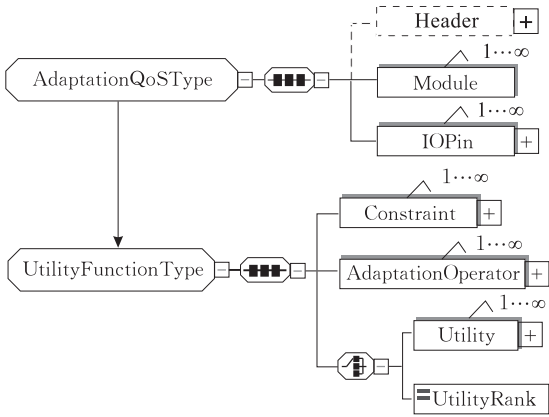 Header
1⋯∞
AdaptationQoSType
Module
1⋯∞
IOPin
1⋯∞
Constraint
1⋯∞
UtilityFunctionType
AdaptationOperator
1⋯∞
Utility
UtilityRank